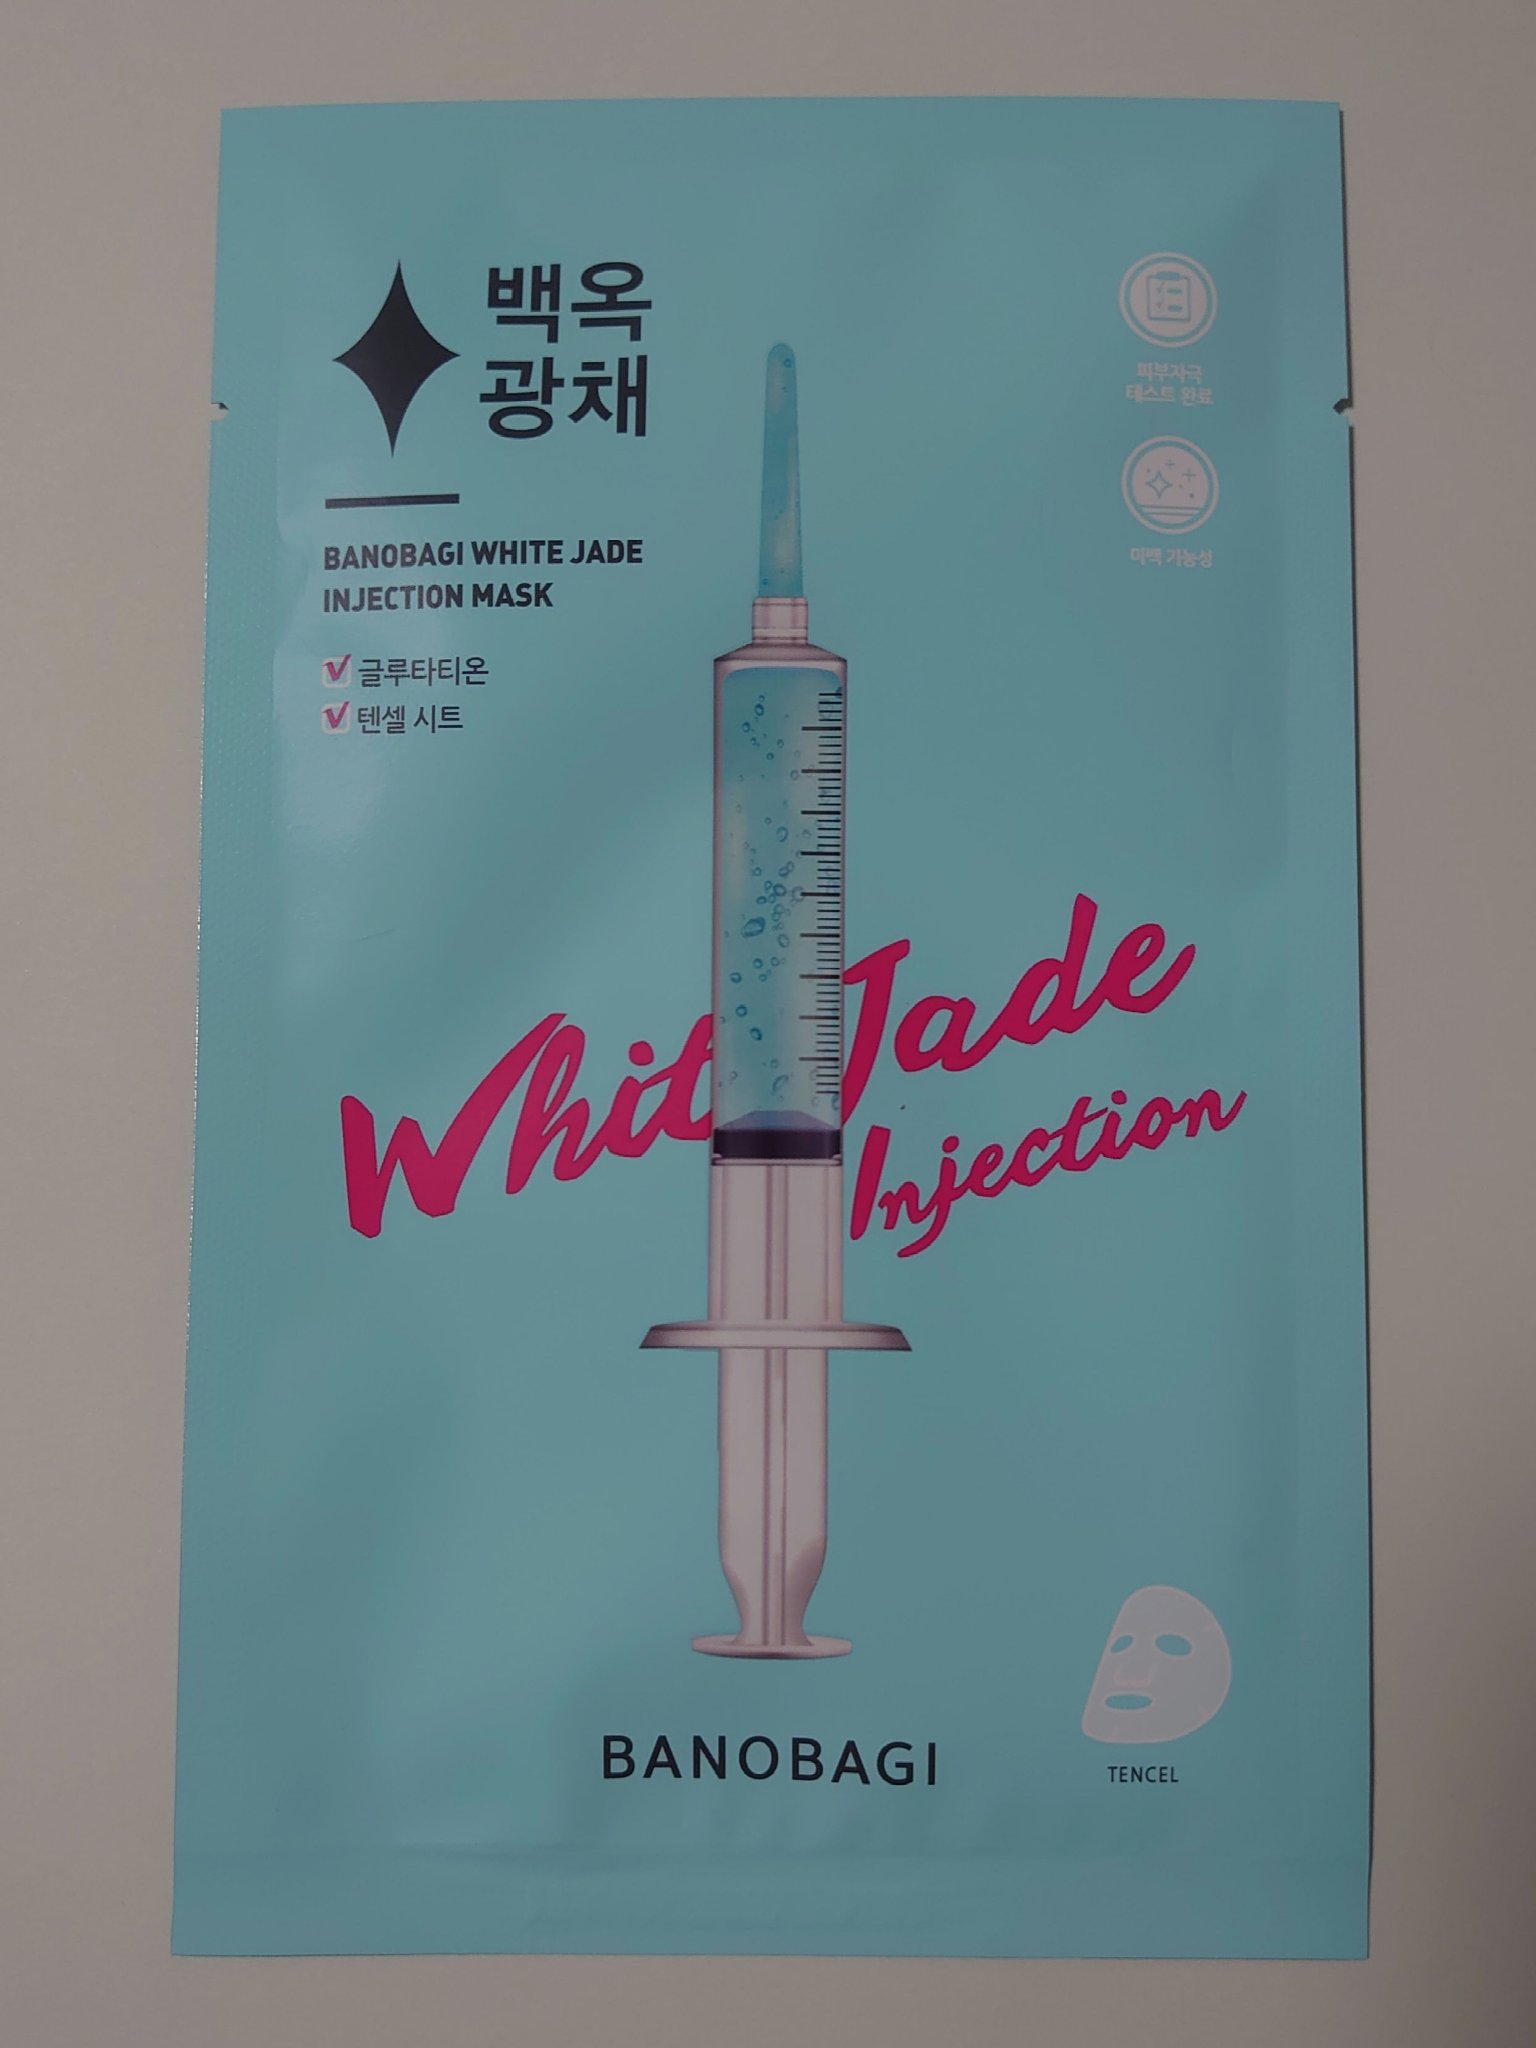 백옥
광채
BANOBAGI WHITE JADE
INJECTION MASK
글루타티온
텐셀 시트
피부자극
테스트 완료
미백 기능성
Whit Jade
Injection
BANOBAGI
TENCEL